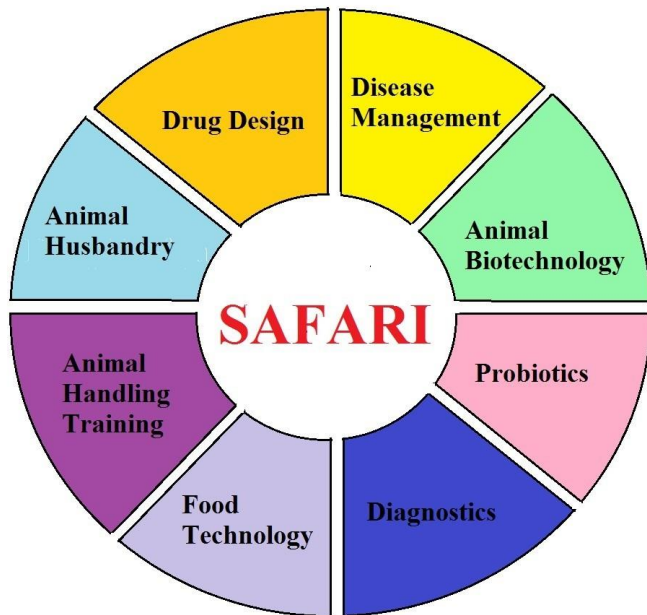 Drug Design
Disease
Management
Animal
Husbandry
Animal
Biotechnology
SAFARI
Animal
Handling
Training
Probiotics
Food
Technology
Diagnostics